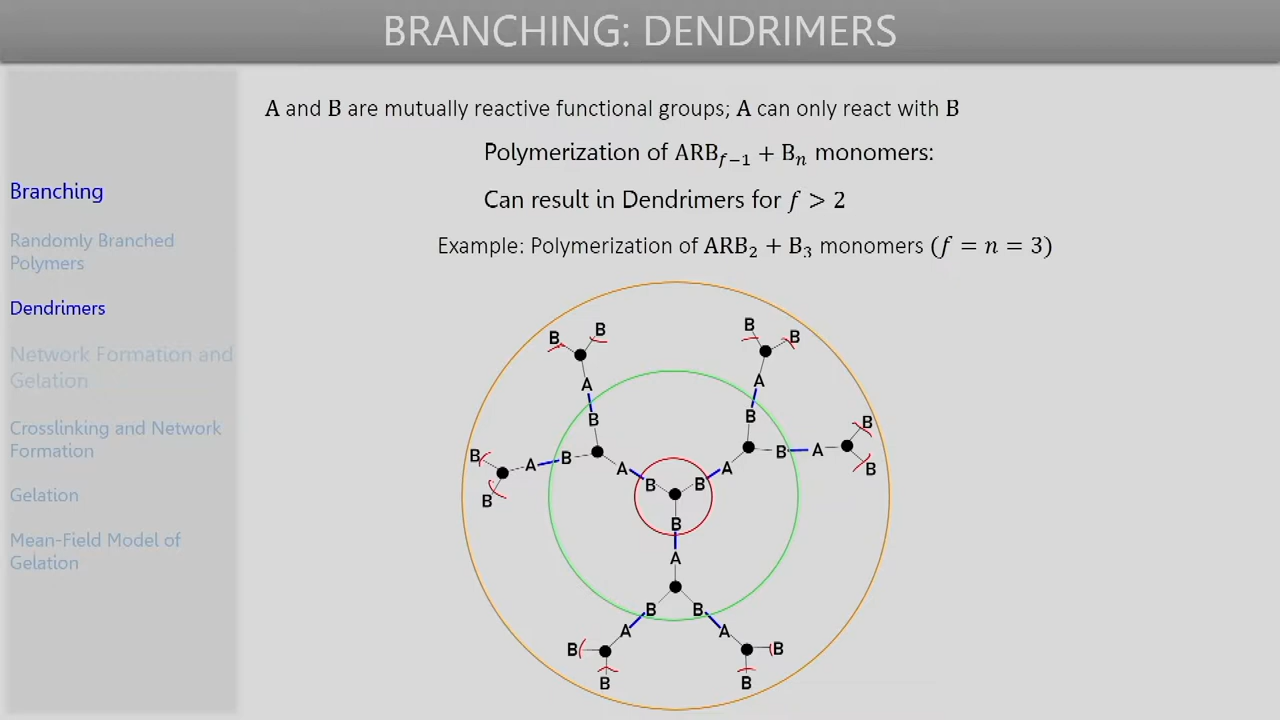 BRANCHING: DENDRIMERS
Branching
Randomly Branched
Polymers
Dendrimers
Network Formation and
Gelation
Crosslinking and Network
Formation
Gelation
Mean-Field Model of
Gelation
A and B are mutually reactive functional groups; A can only react with B
Polymerization of ARB_{f−1} + B_n monomers:
Can result in Dendrimers for f > 2
Example: Polymerization of ARB₂ + B₃ monomers (f = n = 3)
B B B B
A A
B B B B
B A B A B A B A B
B B B
B
A
B B
A A
B B
B B